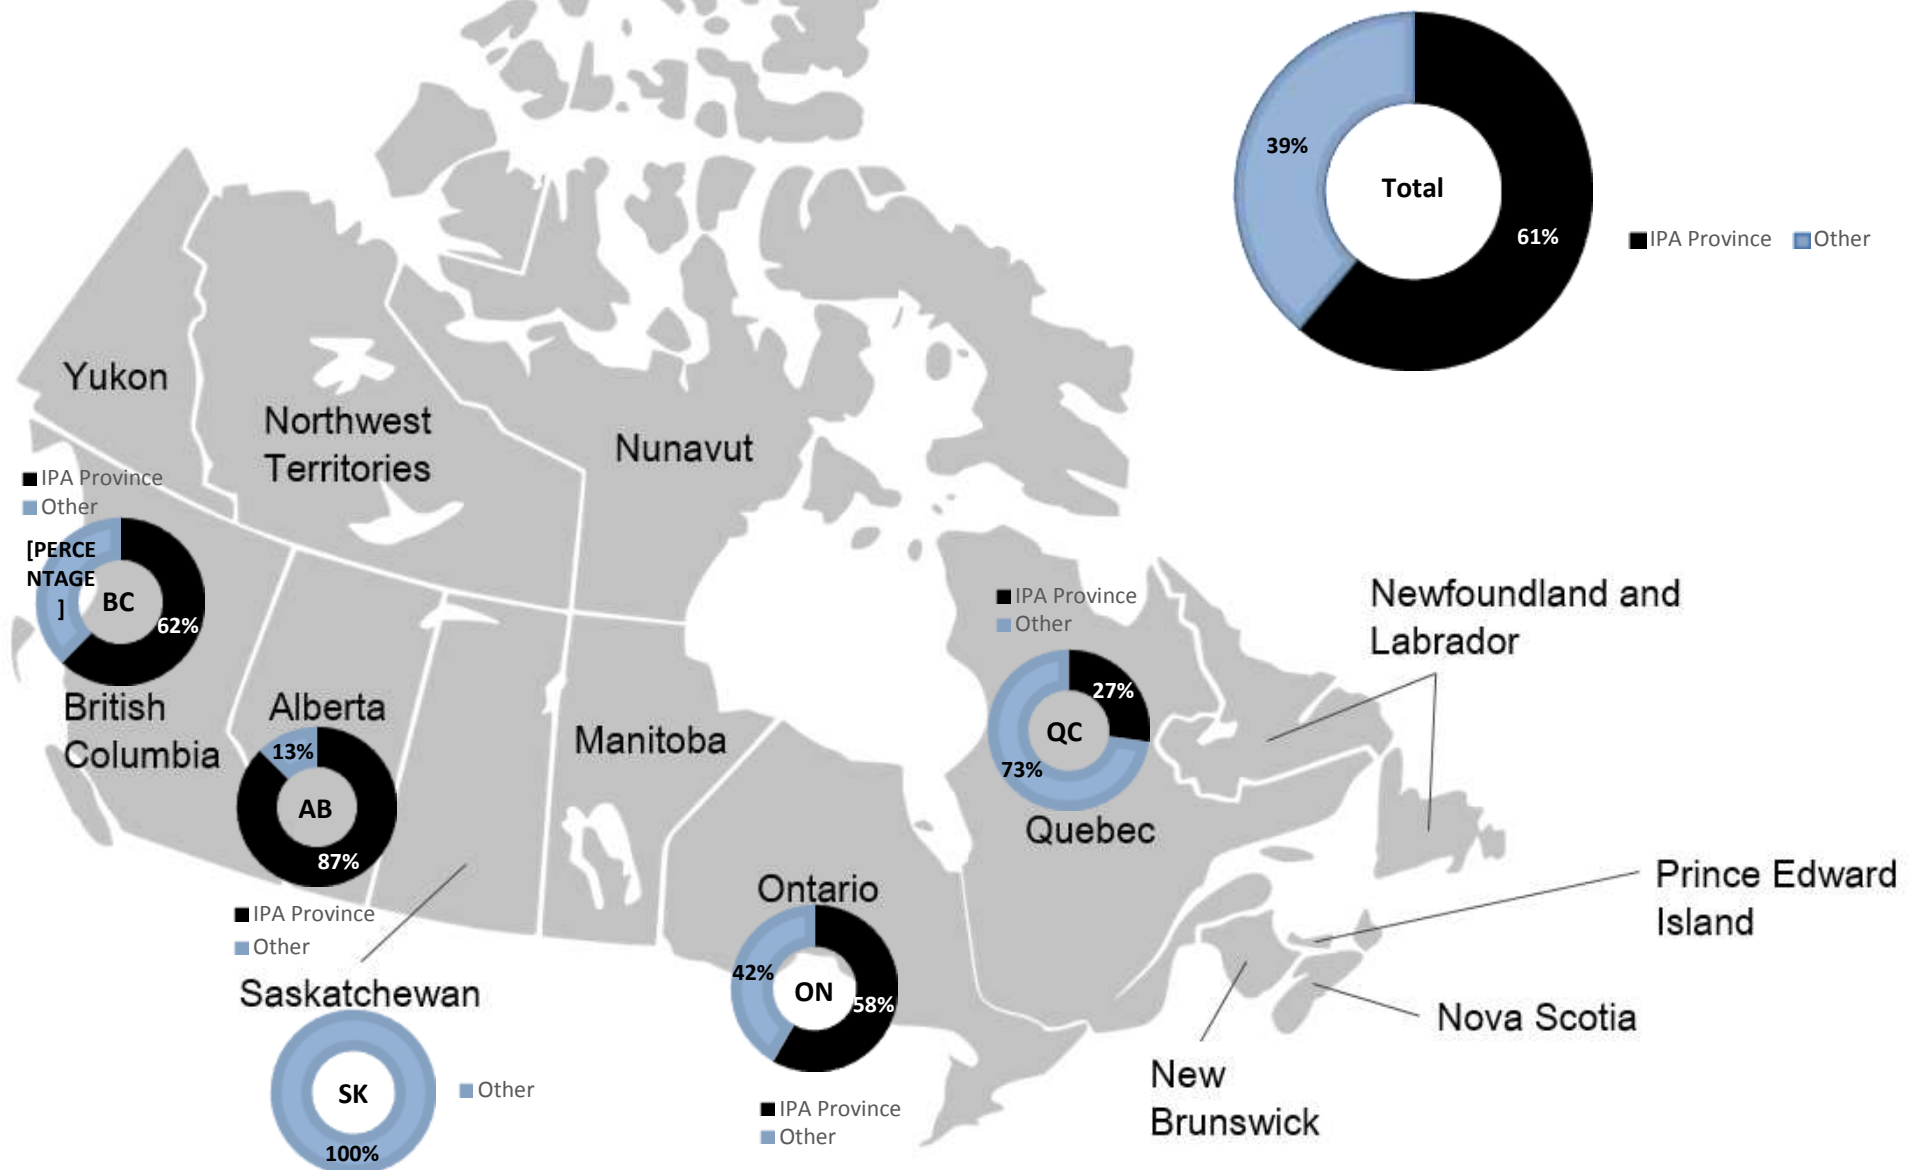 39%
Total
61%
IPA Province
Other
Yukon
Northwest
Territories
Nunavut
IPA Province
Other
[PERCE
NTAGE
]
BC
62%
British
Columbia
Alberta
13%
AB
87%
IPA Province
Other
Saskatchewan
SK
100%
Other
Manitoba
Ontario
42%
ON
58%
IPA Province
Other
IPA Province
Other
27%
QC
73%
Quebec
Newfoundland and
Labrador
Prince Edward
Island
Nova Scotia
New
Brunswick